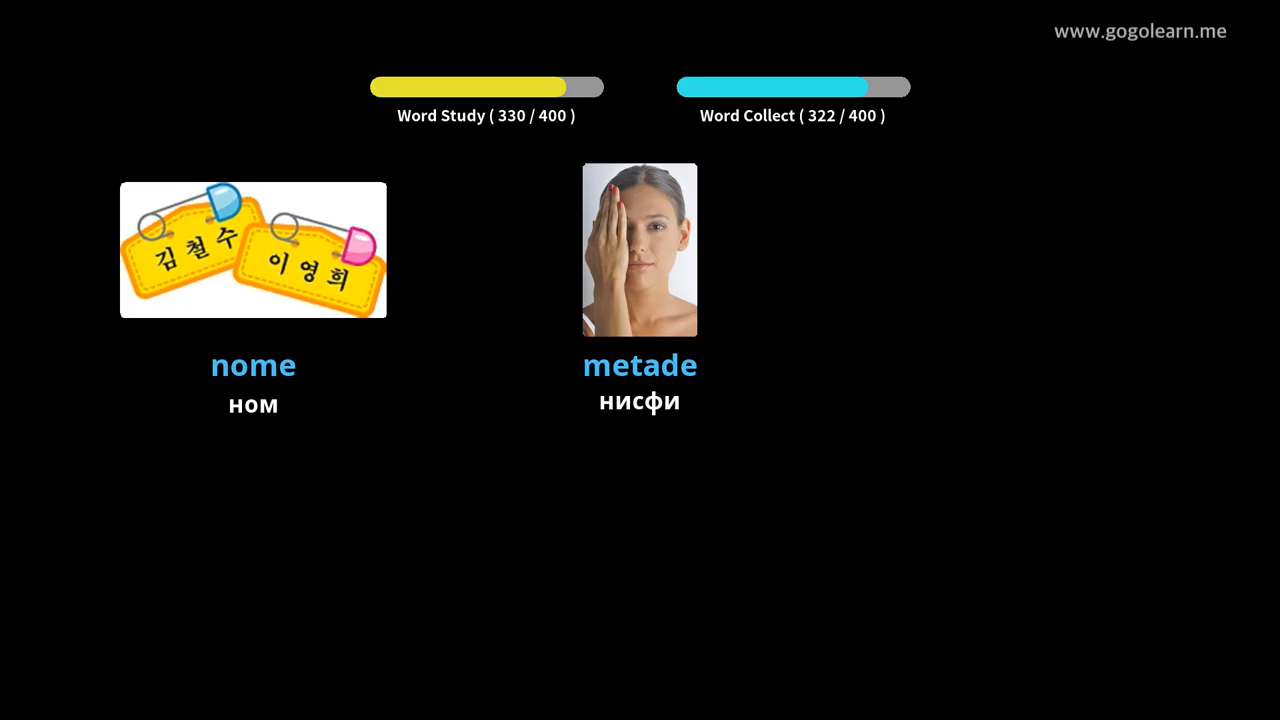 www.gogolearn.me
Word Study ( 330 / 400 )
Word Collect ( 322 / 400 )
김철수
이영희
nome
metade
ном
нисфи